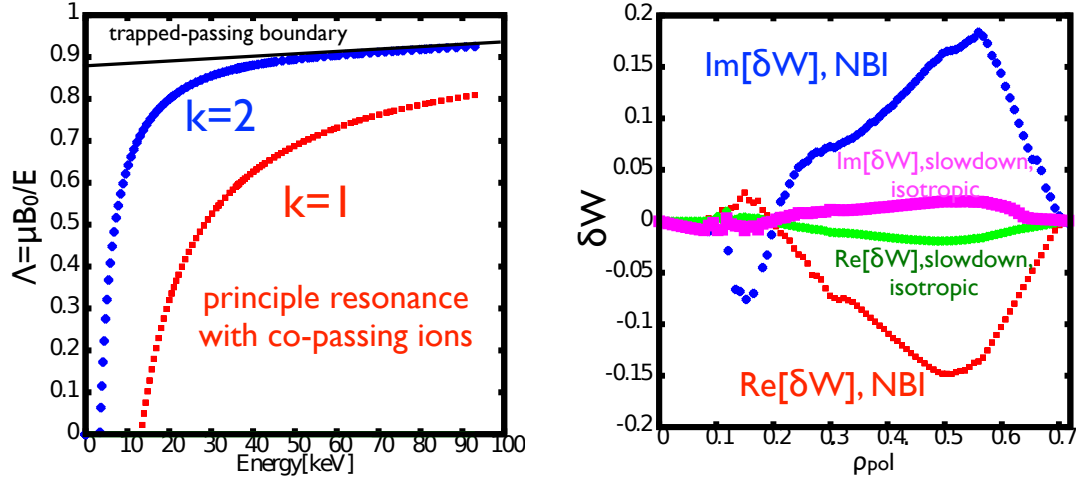 1
0.9
0.8
0.7
0.6
0.5
0.4
0.3
0.2
0.1
0
Λ=μB₀/E
trapped-passing boundary
k=2
k=1
principle resonance
with co-passing ions
0 10 20 30 40 50 60 70 80 90 100
Energy[keV]
0.2
0.15
0.1
0.05
0
-0.05
-0.1
-0.15
-0.2
δW
Im[δW], NBI
Im[δW],slowdown,
isotropic
Re[δW],slowdown,
isotropic
Re[δW], NBI
0 0.1 0.2 0.3 0.4 0.5 0.6 0.7
ρpol